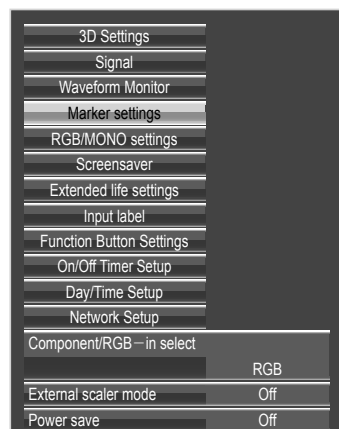 3D Settings
Signal
Waveform Monitor
Marker settings
RGB/MONO settings
Screensaver
Extended life settings
Input label
Function Button Settings
On/Off Timer Setup
Day/Time Setup
Network Setup
Component/RGB－in select
RGB
External scaler mode Off
Power save Off